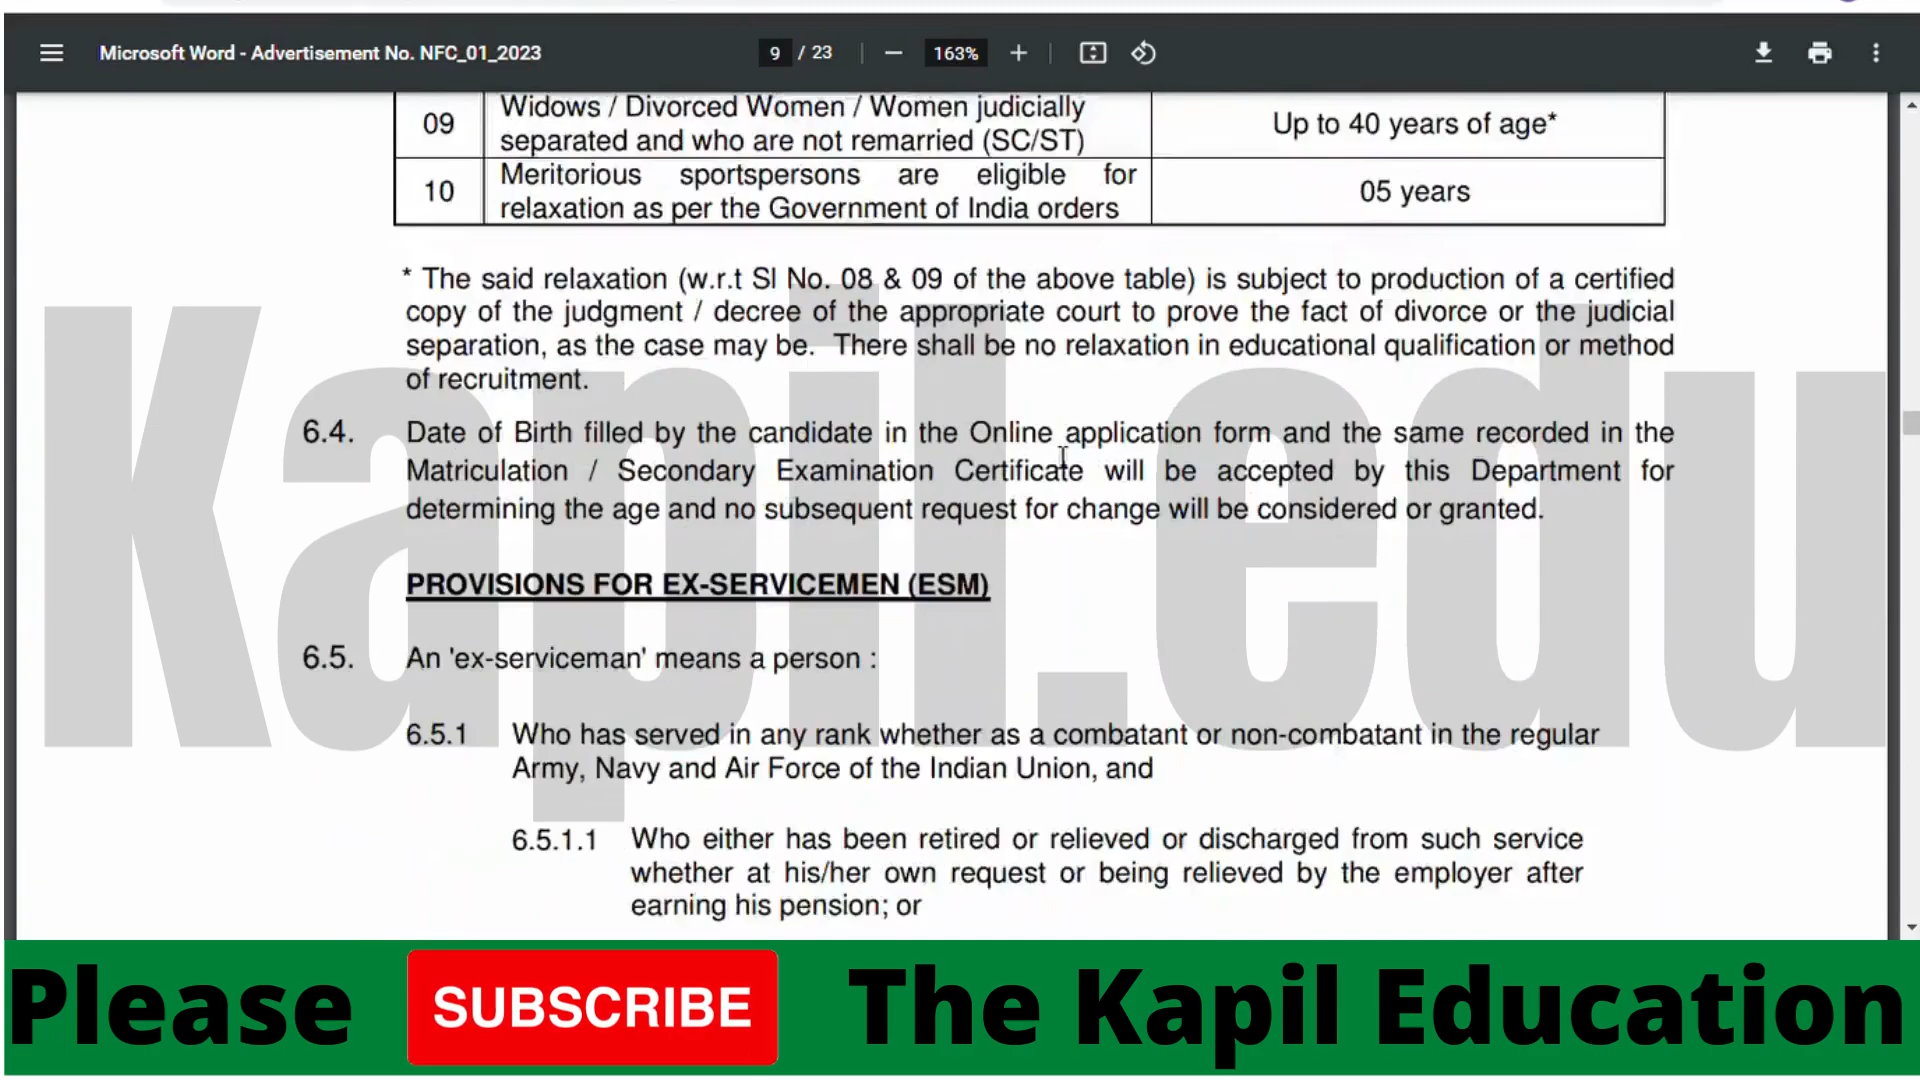 Microsoft Word - Advertisement No. NFC_01_2023
9 / 23
163%
09
Widows / Divorced Women / Women judicially
separated and who are not remarried (SC/ST)
Up to 40 years of age*
10
Meritorious sportspersons are eligible for
relaxation as per the Government of India orders
05 years
* The said relaxation (w.r.t Sl No. 08 & 09 of the above table) is subject to production of a certified
copy of the judgment / decree of the appropriate court to prove the fact of divorce or the judicial
separation, as the case may be. There shall be no relaxation in educational qualification or method
of recruitment.
6.4. Date of Birth filled by the candidate in the Online application form and the same recorded in the
Matriculation / Secondary Examination Certificate will be accepted by this Department for
determining the age and no subsequent request for change will be considered or granted.
PROVISIONS FOR EX-SERVICEMEN (ESM)
6.5. An 'ex-serviceman' means a person :
6.5.1 Who has served in any rank whether as a combatant or non-combatant in the regular
Army, Navy and Air Force of the Indian Union, and
6.5.1.1 Who either has been retired or relieved or discharged from such service
whether at his/her own request or being relieved by the employer after
earning his pension; or
Kapil.edu
Please SUBSCRIBE The Kapil Education